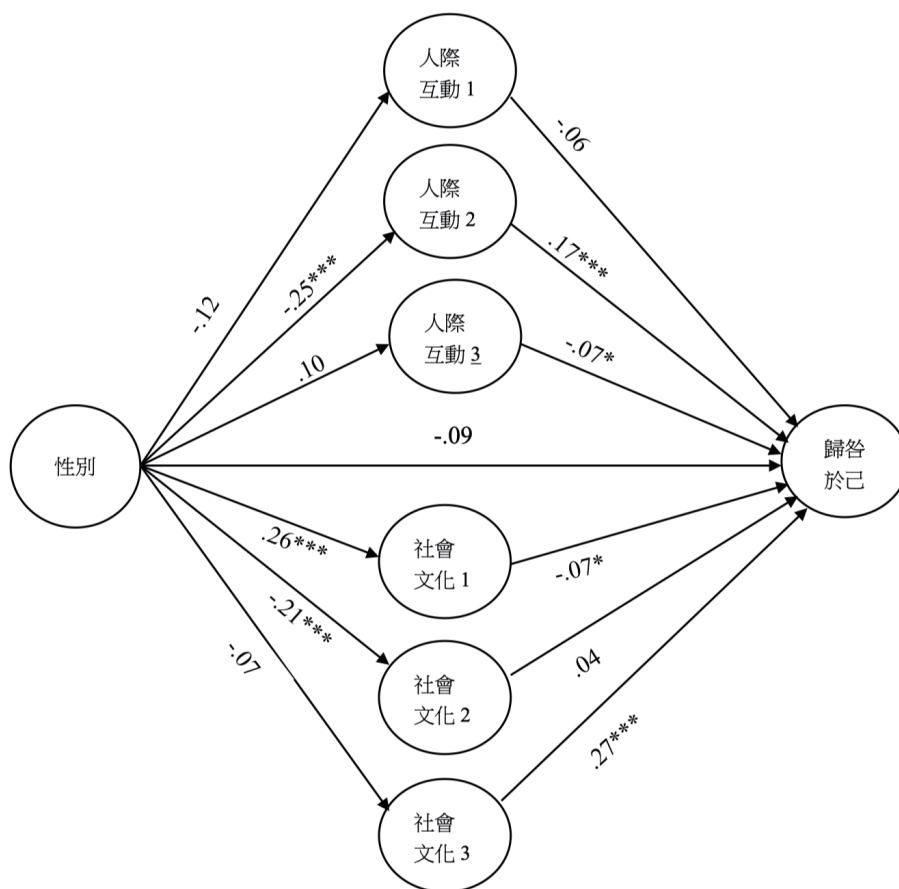 人際
互動 1
-.06
人際
互動 2
.17***
-.25***
-.12
人際
互動 3
-.07*
.10
-.09
性別
歸咎
於己
.26***
社會
文化 1
-.07*
-.21***
-.07
社會
文化 2
.04
.27***
社會
文化 3